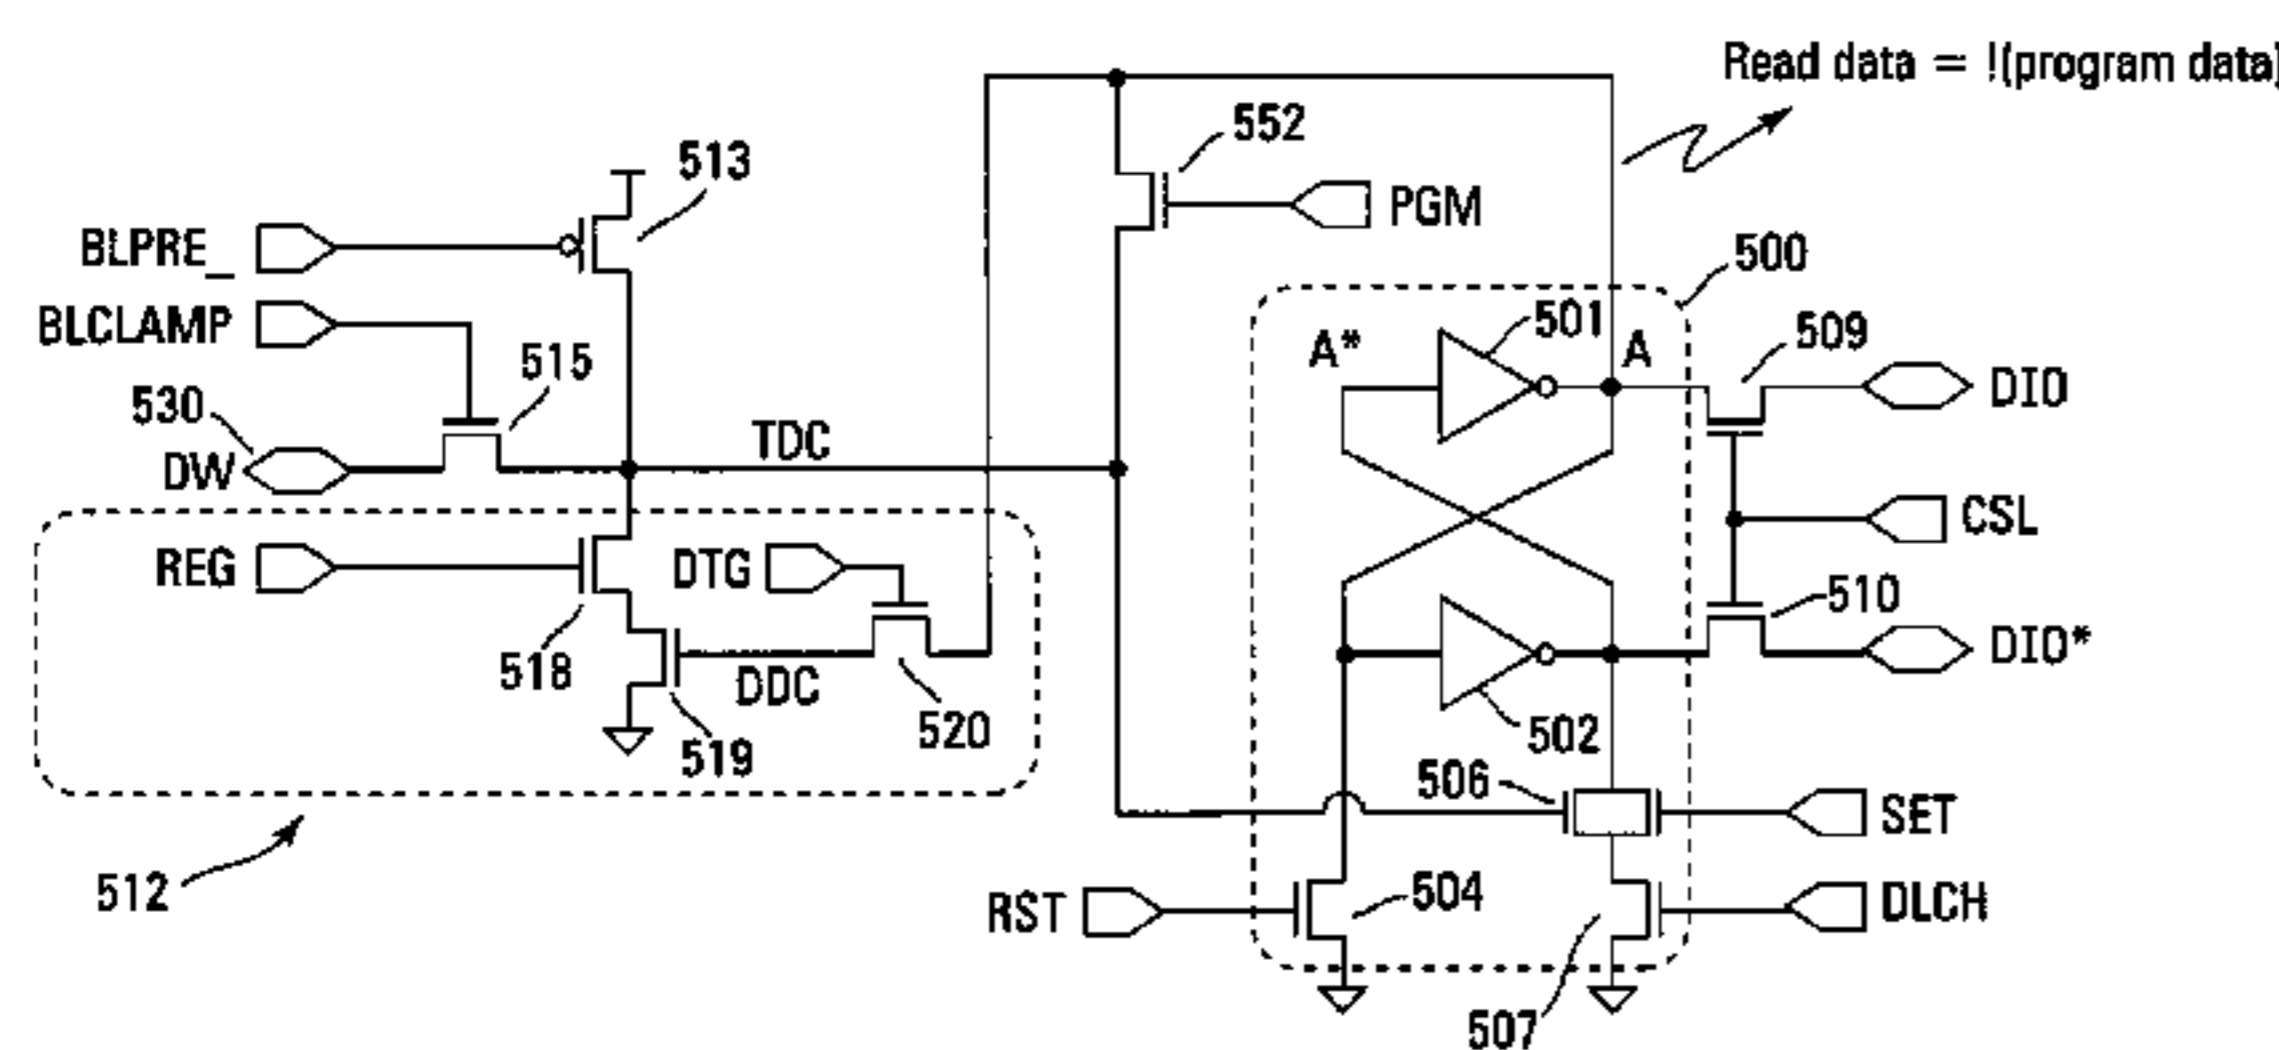 Read data = !(program data)
552
513
PGM
BLPRE_
500
BLCLAMP
501
509
A*
A
515
DIO
530
TDC
DW
CSL
REG
DTG
510
518
DDC
DIO*
519
520
502
506
SET
512
RST
504
DLCH
507